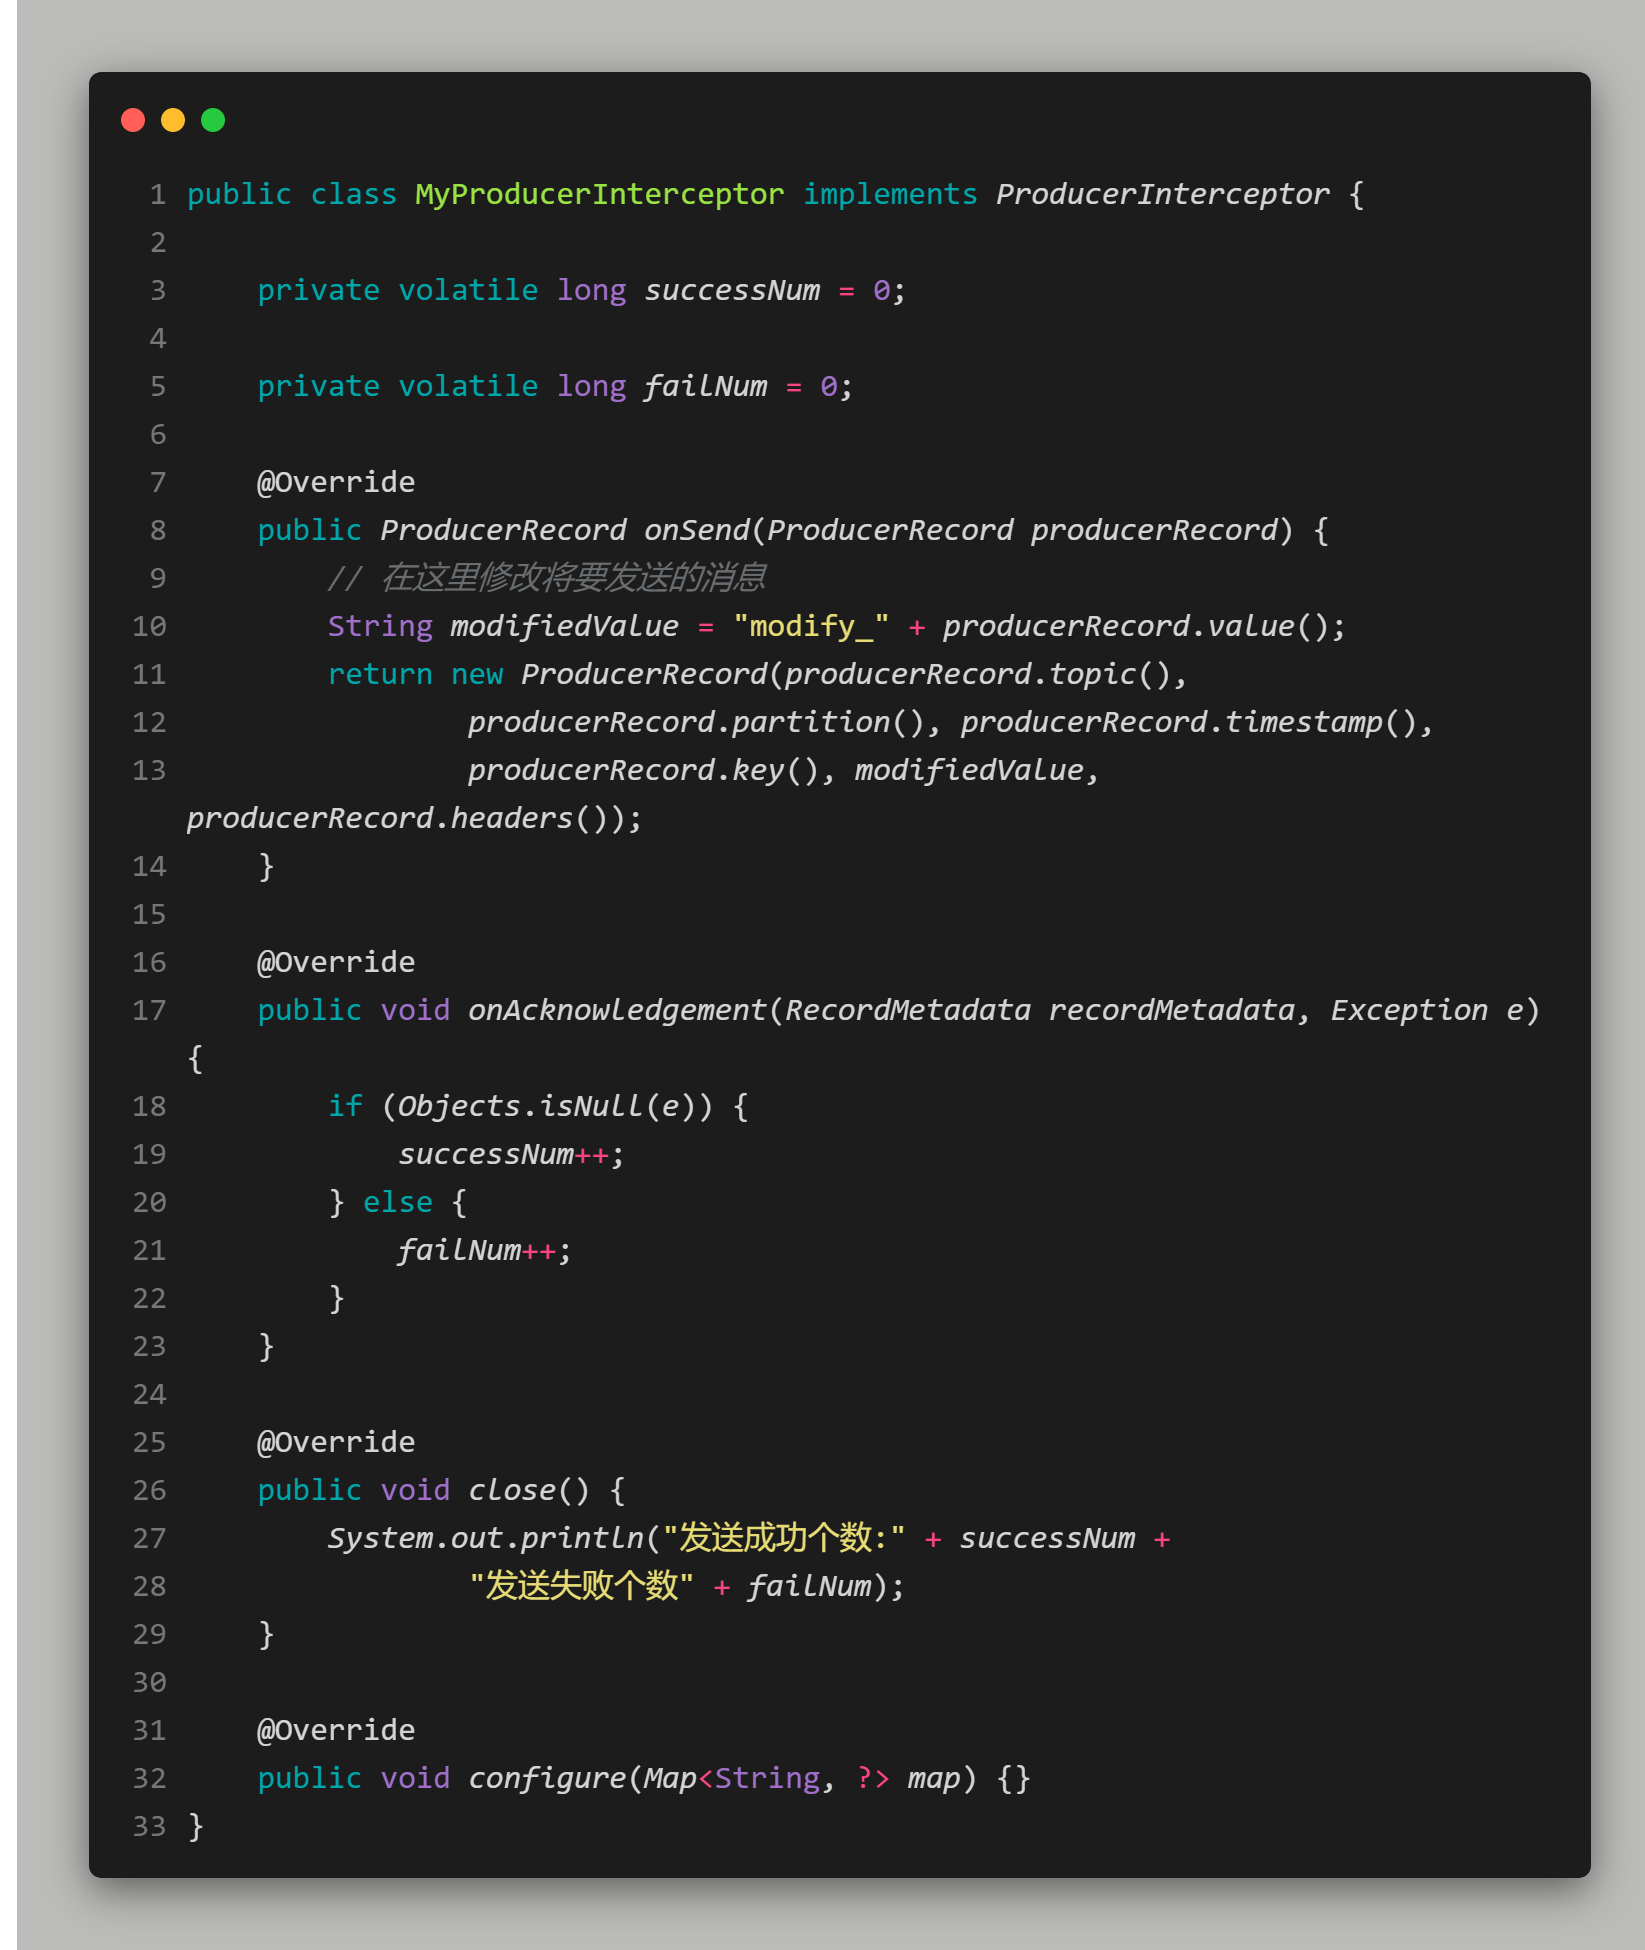 1 public class MyProducerInterceptor implements ProducerInterceptor {
2
3     private volatile long successNum = 0;
4
5     private volatile long failNum = 0;
6
7     @Override
8     public ProducerRecord onSend(ProducerRecord producerRecord) {
9         // 在这里修改将要发送的消息
10         String modifiedValue = "modify_" + producerRecord.value();
11         return new ProducerRecord(producerRecord.topic(),
12                 producerRecord.partition(), producerRecord.timestamp(),
13                 producerRecord.key(), modifiedValue,
producerRecord.headers());
14     }
15
16     @Override
17     public void onAcknowledgement(RecordMetadata recordMetadata, Exception e)
{
18         if (Objects.isNull(e)) {
19             successNum++;
20         } else {
21             failNum++;
22         }
23     }
24
25     @Override
26     public void close() {
27         System.out.println("发送成功个数:" + successNum +
28                 "发送失败个数" + failNum);
29     }
30
31     @Override
32     public void configure(Map<String, ?> map) {}
33 }